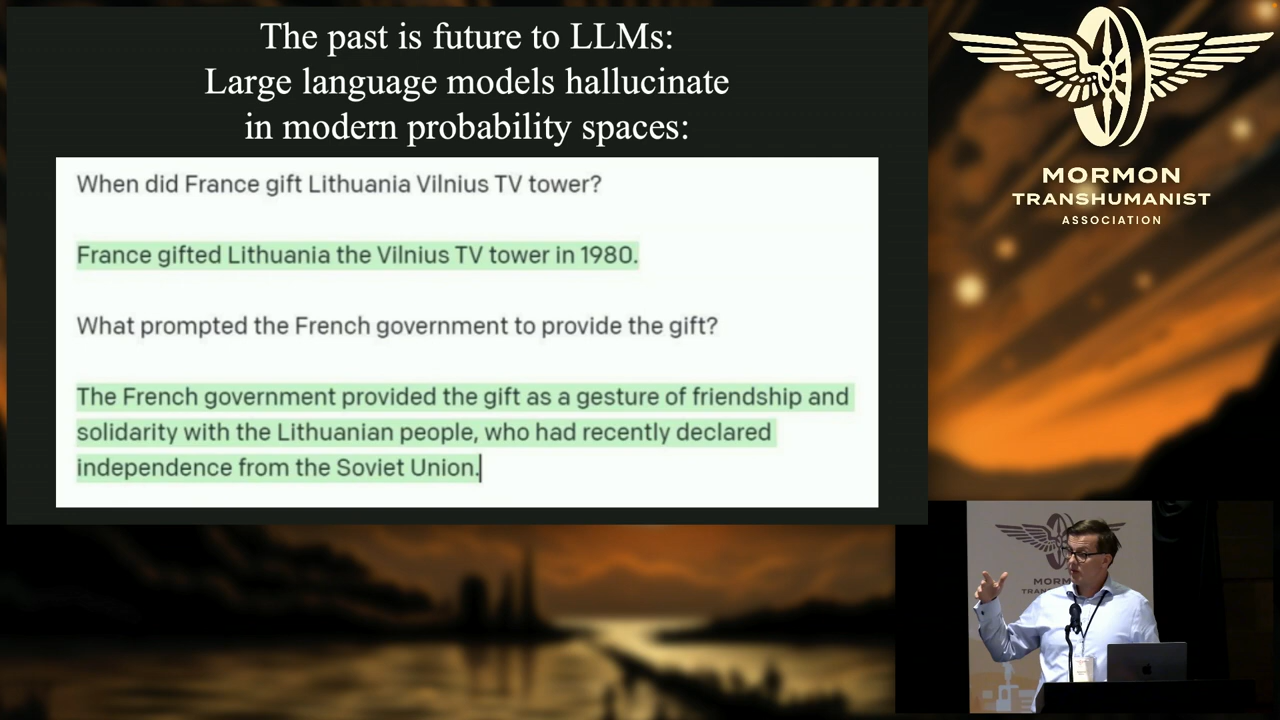 The past is future to LLMs:
Large language models hallucinate
in modern probability spaces:
When did France gift Lithuania Vilnius TV tower?
France gifted Lithuania the Vilnius TV tower in 1980.
What prompted the French government to provide the gift?
The French government provided the gift as a gesture of friendship and
solidarity with the Lithuanian people, who had recently declared
independence from the Soviet Union.
MORMON
TRANSHUMANIST
ASSOCIATION
MORM
TRAN